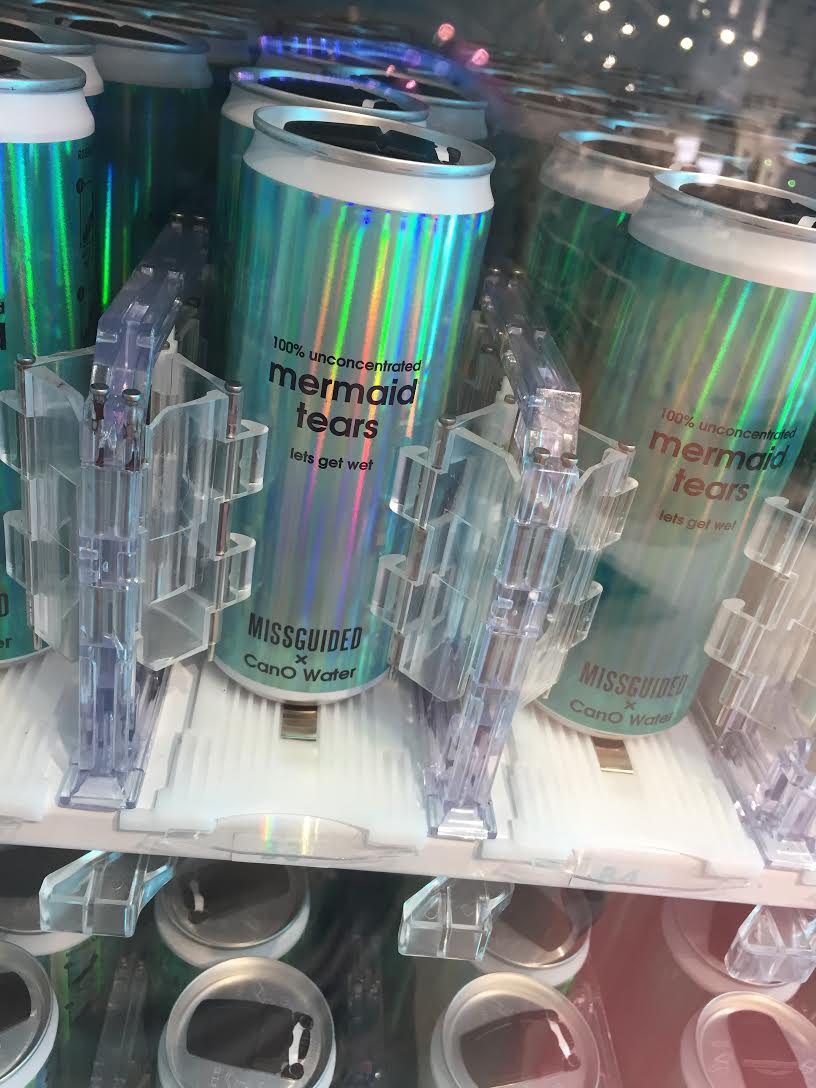 100% unconcentrated
mermaid
tears
lets get wet
MISSGUIDED
×
CanO Water
100% unconcentrated
mermaid
tears
lets get wet
MISSGUIDED
×
CanO Water